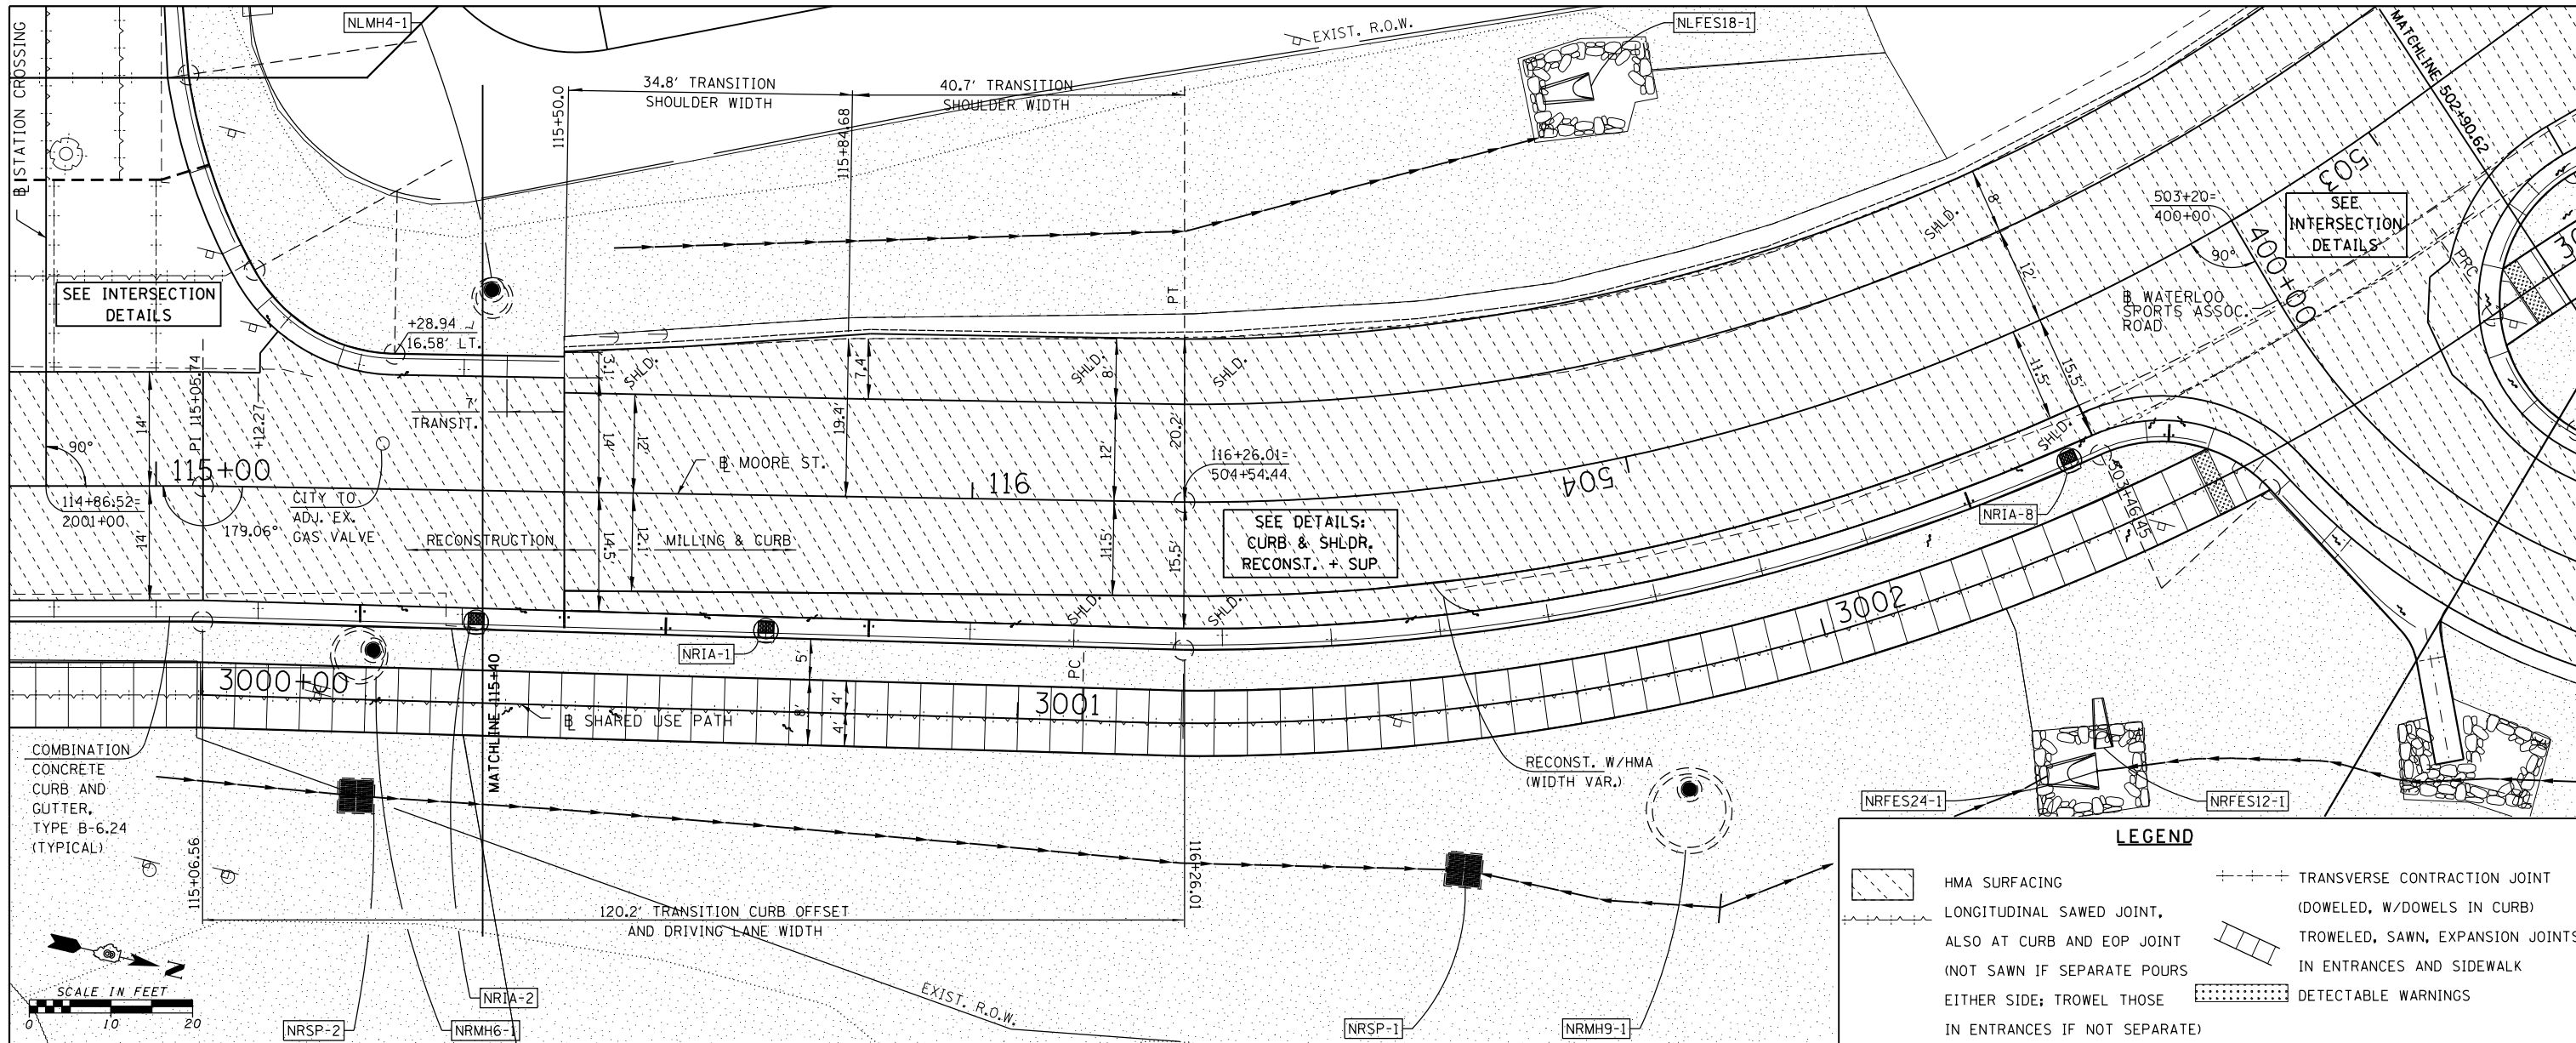 NLMH4-1
EXIST. R.O.W.
NLFES18-1
MATCHLINE 502+90.62
B STATION CROSSING
34.8' TRANSITION
SHOULDER WIDTH
40.7' TRANSITION
SHOULDER WIDTH
115+50.0
115+84.68
503
503+20=
400+00
SEE
INTERSECTION
DETAILS
8'
SHLD.
12'
90°
400+00
PRC
SEE INTERSECTION
DETAILS
+28.94
16.58' LT.
PT
B WATERLOO
SPORTS ASSOC.
ROAD
PI 115+05.74
+12.27
7'
TRANSIT.
3.1'
SHLD.
7.4'
SHLD.
8'
SHLD.
11.5'
15.5'
SHLD.
14'
90°
115+00
14'
12'
19.4'
12'
20.2'
B MOORE ST.
116
116+26.01=
504+54.44
504
114+86.52=
2001+00
14'
179.06°
CITY TO
ADJ. EX.
GAS VALVE
RECONSTRUCTION
MILLING & CURB
14.5'
12.1'
11.5'
15.5'
SEE DETAILS:
CURB & SHLDR.
RECONST. + SUP
NRIA-8
503+46.45
SHLD.
SHLD.
3002
NRIA-1
5'
PC
3000+00
MATCHLINE 115+40
B SHARED USE PATH
8'
4'
4'
3001
COMBINATION
CONCRETE
CURB AND
GUTTER,
TYPE B-6.24
(TYPICAL)
RECONST. W/HMA
(WIDTH VAR.)
NRFES24-1
NRFES12-1
115+06.56
116+26.01
120.2' TRANSITION CURB OFFSET
AND DRIVING LANE WIDTH
N
SCALE IN FEET
0 10 20
NRIA-2
NRSP-2
NRMH6-1
EXIST. R.O.W.
NRSP-1
NRMH9-1
LEGEND
HMA SURFACING
LONGITUDINAL SAWED JOINT,
ALSO AT CURB AND EOP JOINT
(NOT SAWN IF SEPARATE POURS
EITHER SIDE; TROWEL THOSE
IN ENTRANCES IF NOT SEPARATE)
TRANSVERSE CONTRACTION JOINT
(DOWELED, W/DOWELS IN CURB)
TROWELED, SAWN, EXPANSION JOINTS
IN ENTRANCES AND SIDEWALK
DETECTABLE WARNINGS